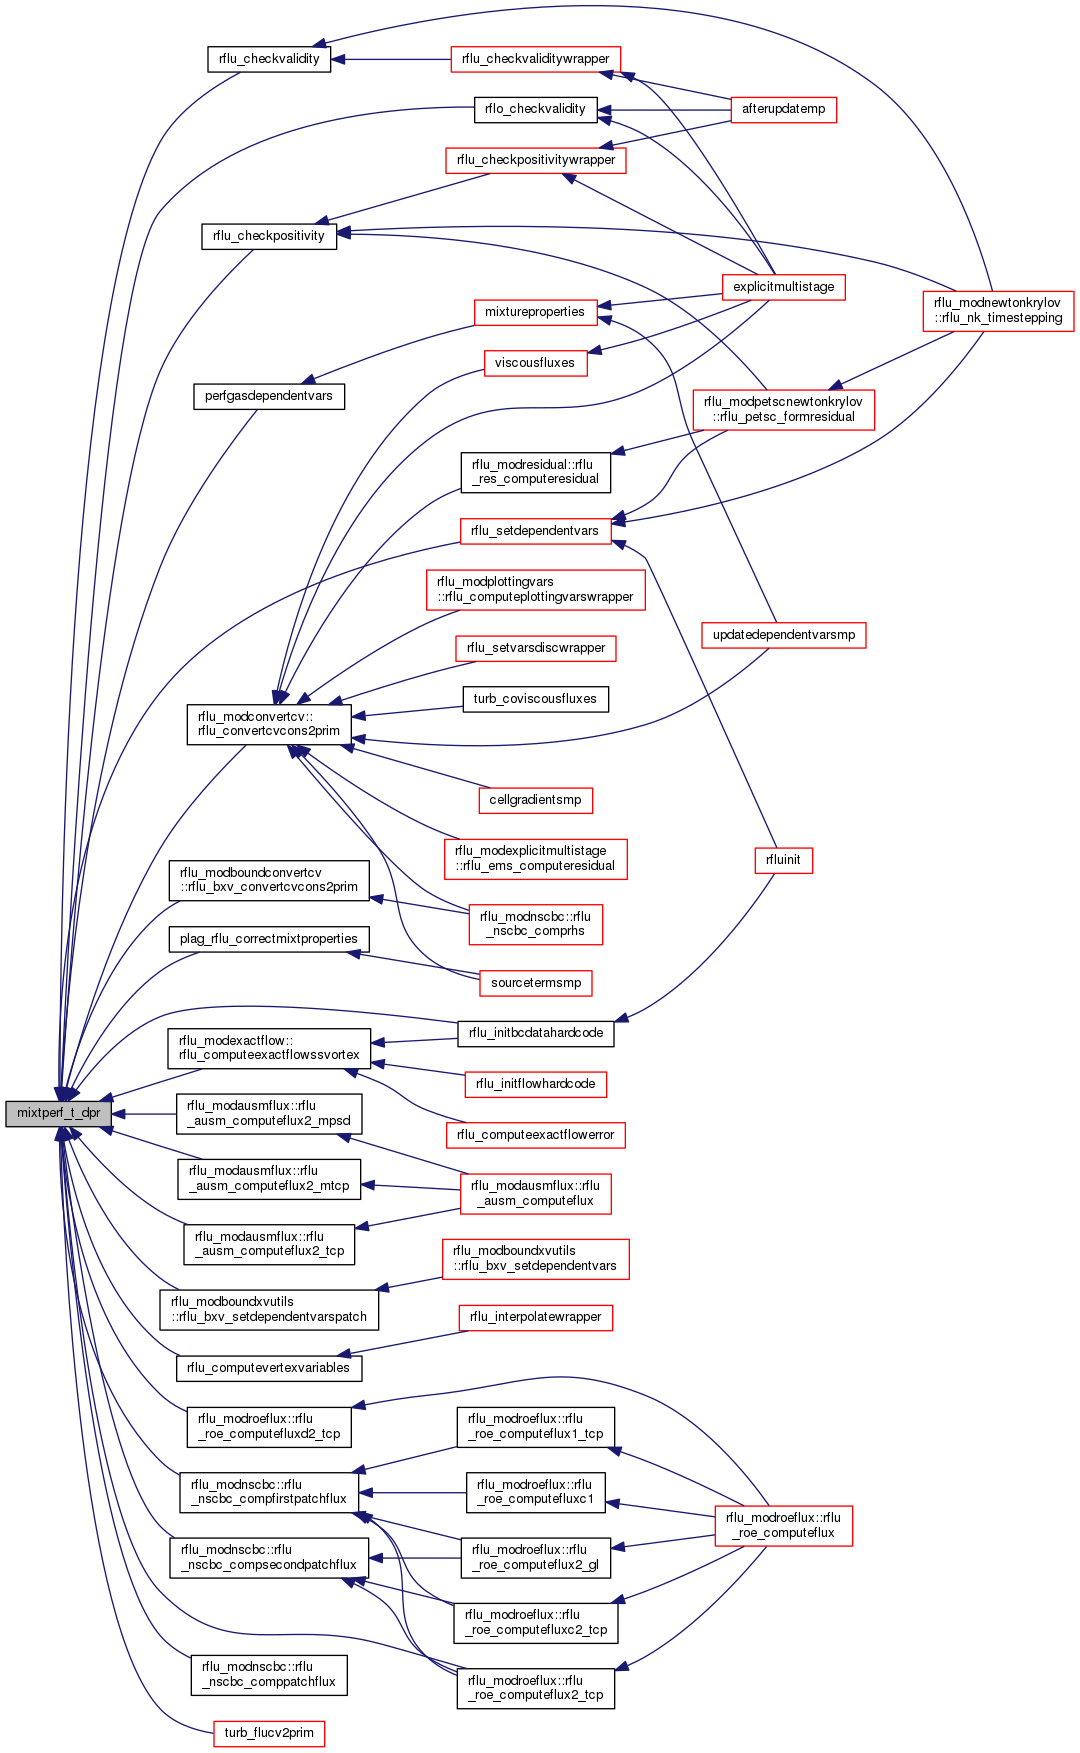 rflu_checkvalidity
rflu_checkvaliditywrapper
rflo_checkvalidity
afterupdatemp
rflu_checkpositivitywrapper
rflu_checkpositivity
explicitmultistage
mixtureproperties
rflu_modnewtonkrylov
::rflu_nk_timestepping
viscousfluxes
perfgasdependentvars
rflu_modpetscnewtonkrylov
::rflu_petsc_formresidual
rflu_modresidual::rflu
_res_computeresidual
rflu_setdependentvars
rflu_modplottingvars
::rflu_computeplottingvarswrapper
updatedependentvarsmp
rflu_setvarsdiscwrapper
turb_coviscousfluxes
rflu_modconvertcv::
rflu_convertcvcons2prim
cellgradientsmp
rflu_modexplicitmultistage
::rflu_ems_computeresidual
rfluinit
rflu_modboundconvertcv
::rflu_bxv_convertcvcons2prim
rflu_modnscbc::rflu
_nscbc_comprhs
plag_rflu_correctmixtproperties
sourcetermsmp
rflu_initbcdatahardcode
rflu_modexactflow::
rflu_computeexactflowssvortex
rflu_initflowhardcode
mixtperf_t_dpr
rflu_modausmflux::rflu
_ausm_computeflux2_mpsd
rflu_computeexactflowerror
rflu_modausmflux::rflu
_ausm_computeflux2_mtcp
rflu_modausmflux::rflu
_ausm_computeflux
rflu_modausmflux::rflu
_ausm_computeflux2_tcp
rflu_modboundxvutils
::rflu_bxv_setdependentvars
rflu_modboundxvutils
::rflu_bxv_setdependentvarspatch
rflu_interpolatewrapper
rflu_computevertexvariables
rflu_modroeflux::rflu
_roe_computefluxd2_tcp
rflu_modroeflux::rflu
_roe_computeflux1_tcp
rflu_modnscbc::rflu
_nscbc_compfirstpatchflux
rflu_modroeflux::rflu
_roe_computefluxc1
rflu_modroeflux::rflu
_roe_computeflux
rflu_modnscbc::rflu
_nscbc_compsecondpatchflux
rflu_modroeflux::rflu
_roe_computeflux2_gl
rflu_modroeflux::rflu
_roe_computefluxc2_tcp
rflu_modnscbc::rflu
_nscbc_comppatchflux
rflu_modroeflux::rflu
_roe_computeflux2_tcp
turb_flucv2prim